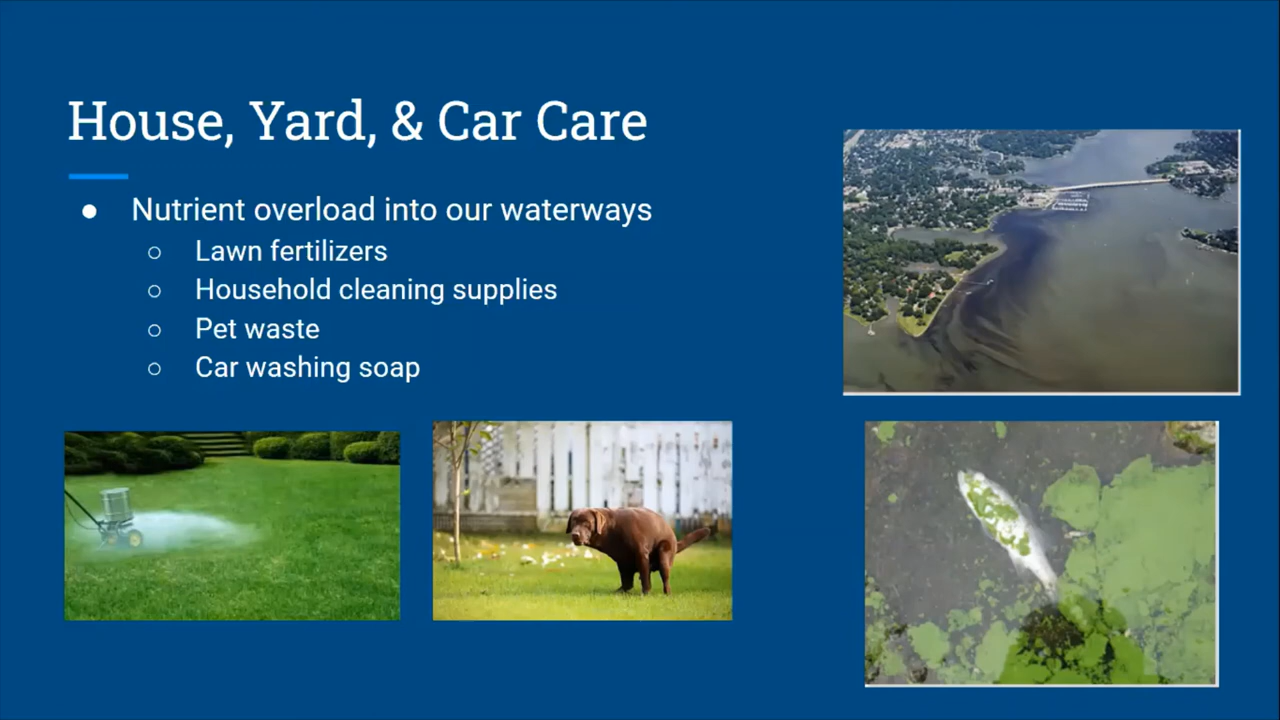 House, Yard, & Car Care
● Nutrient overload into our waterways
○ Lawn fertilizers
○ Household cleaning supplies
○ Pet waste
○ Car washing soap